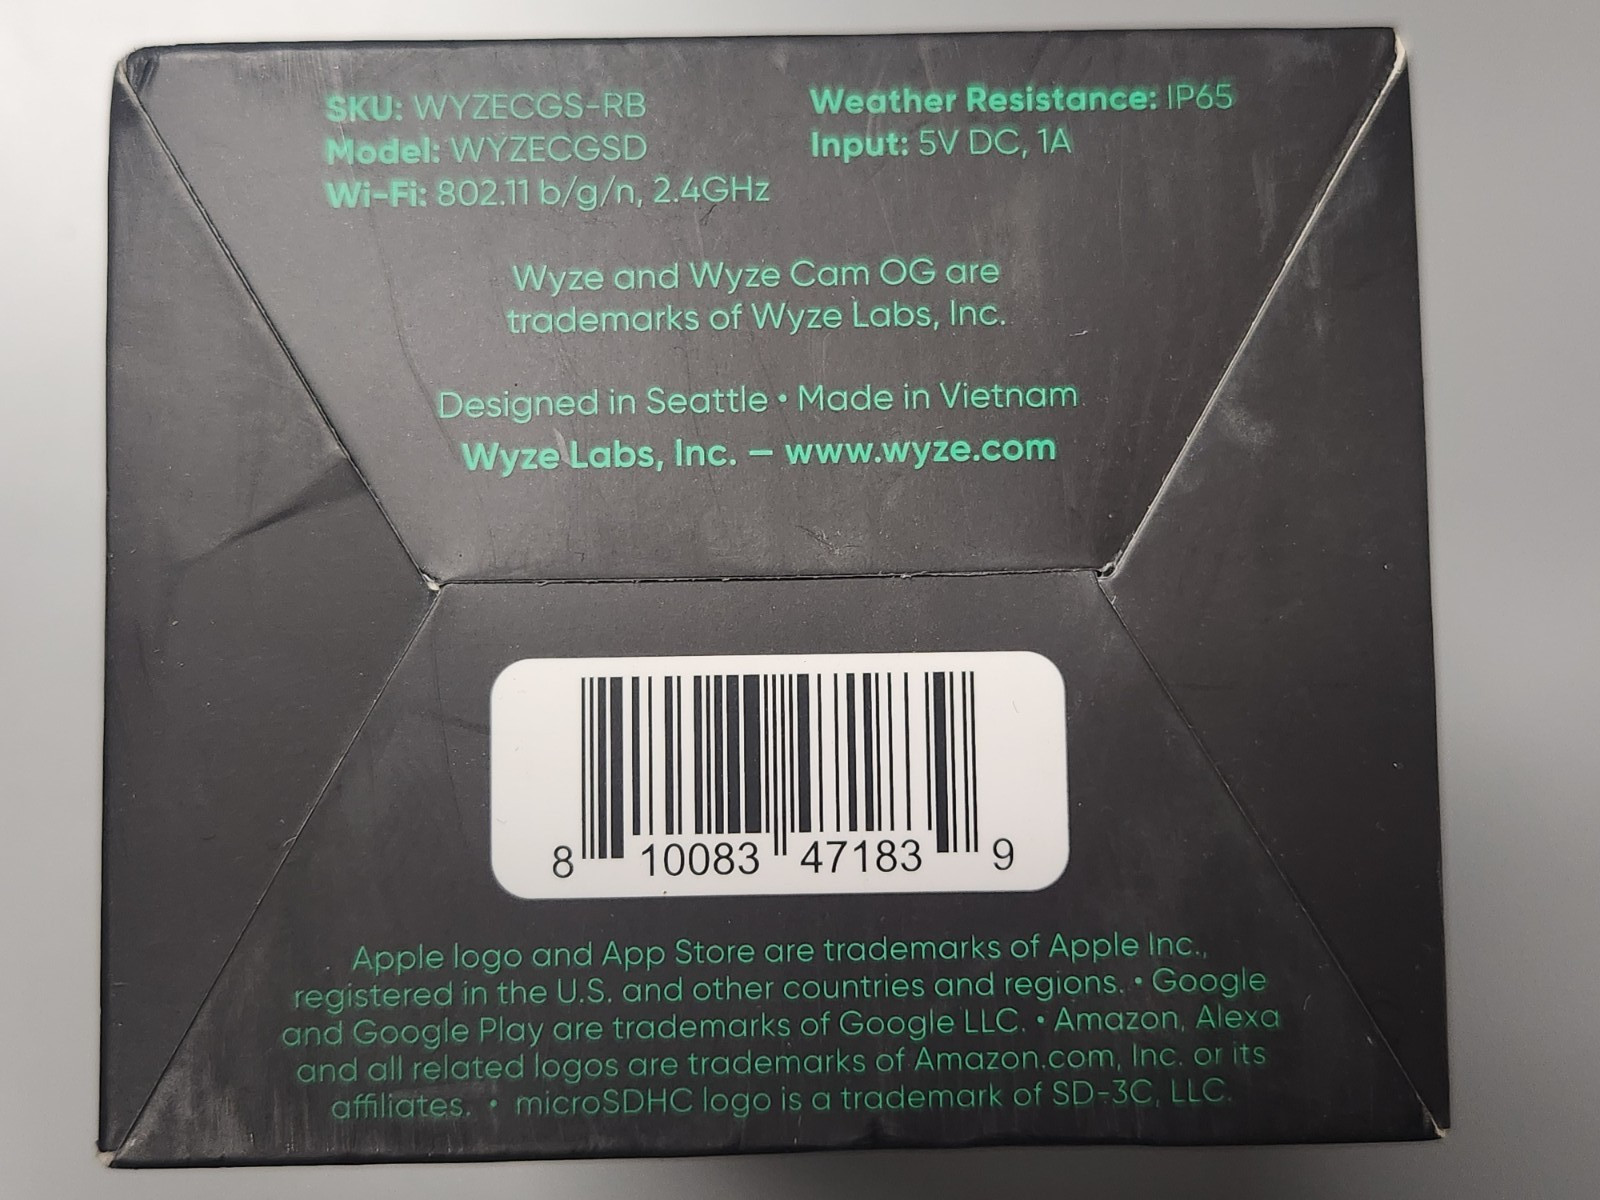 SKU: WYZECGS-RB
Model: WYZECGSD
Wi-Fi: 802.11 b/g/n, 2.4GHz
Weather Resistance: IP65
Input: 5V DC, 1A
Wyze and Wyze Cam OG are
trademarks of Wyze Labs, Inc.
Designed in Seattle • Made in Vietnam
Wyze Labs, Inc. – www.wyze.com
8 10083 47183 9
Apple logo and App Store are trademarks of Apple Inc.,
registered in the U.S. and other countries and regions. • Google
and Google Play are trademarks of Google LLC. • Amazon, Alexa
and all related logos are trademarks of Amazon.com, Inc. or its
affiliates. • microSDHC logo is a trademark of SD-3C, LLC.